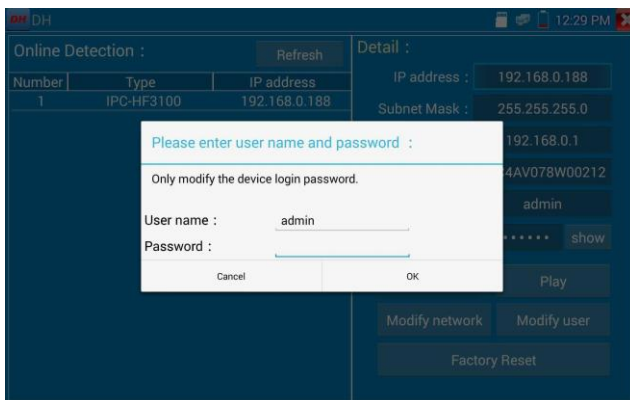 DH DH 12:29 PM
Online Detection :
Refresh
Number Type IP address
1 IPC-HF3100 192.168.0.188
Detail :
IP address : 192.168.0.188
Subnet Mask : 255.255.255.0
192.168.0.1
4AV078W00212
admin
•••••• show
Play
Modify network Modify user
Factory Reset
Please enter user name and password :
Only modify the device login password.
User name : admin
Password :
Cancel OK